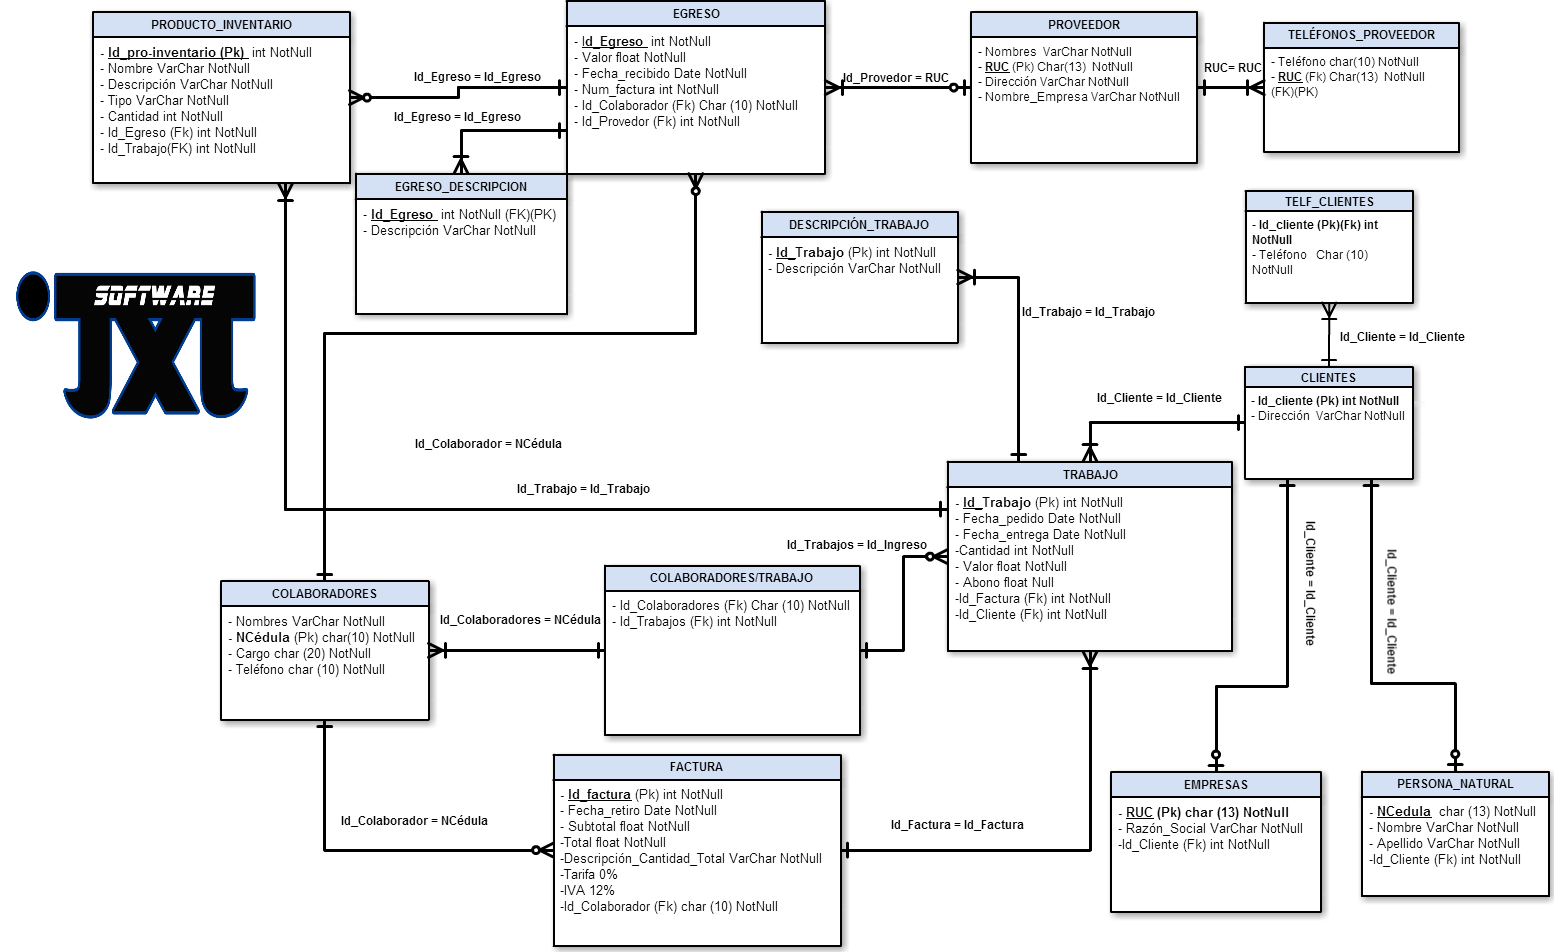 PRODUCTO_INVENTARIO
- Id_pro-inventario (Pk) int NotNull
- Nombre VarChar NotNull
- Descripción VarChar NotNull
- Tipo VarChar NotNull
- Cantidad int NotNull
- Id_Egreso (Fk) int NotNull
- Id_Trabajo(FK) int NotNull
Id_Egreso = Id_Egreso
Id_Egreso = Id_Egreso
EGRESO
- Id_Egreso int NotNull
- Valor float NotNull
- Fecha_recibido Date NotNull
- Num_factura int NotNull
- Id_Colaborador (Fk) Char (10) NotNull
- Id_Provedor (Fk) int NotNull
Id_Provedor = RUC
PROVEEDOR
- Nombres VarChar NotNull
- RUC (Pk) Char(13) NotNull
- Dirección VarChar NotNull
- Nombre_Empresa VarChar NotNull
RUC= RUC
TELÉFONOS_PROVEEDOR
- Teléfono char(10) NotNull
- RUC (Fk) Char(13) NotNull
(FK)(PK)
EGRESO_DESCRIPCION
- Id_Egreso int NotNull (FK)(PK)
- Descripción VarChar NotNull
DESCRIPCIÓN_TRABAJO
- Id_Trabajo (Pk) int NotNull
- Descripción VarChar NotNull
TELF_CLIENTES
- Id_cliente (Pk)(Fk) int
NotNull
- Teléfono Char (10)
NotNull
SOFTWARE
JXJ
Id_Trabajo = Id_Trabajo
Id_Cliente = Id_Cliente
CLIENTES
- Id_cliente (Pk) int NotNull
- Dirección VarChar NotNull
Id_Cliente = Id_Cliente
Id_Colaborador = NCédula
Id_Trabajo = Id_Trabajo
TRABAJO
- Id_Trabajo (Pk) int NotNull
- Fecha_pedido Date NotNull
- Fecha_entrega Date NotNull
-Cantidad int NotNull
- Valor float NotNull
- Abono float Null
-Id_Factura (Fk) int NotNull
-Id_Cliente (Fk) int NotNull
Id_Trabajos = Id_Ingreso
Id_Cliente = Id_Cliente
Id_Cliente = Id_Cliente
COLABORADORES
- Nombres VarChar NotNull
- NCédula (Pk) char(10) NotNull
- Cargo char (20) NotNull
- Teléfono char (10) NotNull
Id_Colaboradores = NCédula
COLABORADORES/TRABAJO
- Id_Colaboradores (Fk) Char (10) NotNull
- Id_Trabajos (Fk) int NotNull
Id_Colaborador = NCédula
FACTURA
- Id_factura (Pk) int NotNull
- Fecha_retiro Date NotNull
- Subtotal float NotNull
-Total float NotNull
-Descripción_Cantidad_Total VarChar NotNull
-Tarifa 0%
-IVA 12%
-Id_Colaborador (Fk) char (10) NotNull
Id_Factura = Id_Factura
EMPRESAS
- RUC (Pk) char (13) NotNull
- Razón_Social VarChar NotNull
-Id_Cliente (Fk) int NotNull
PERSONA_NATURAL
- NCedula char (13) NotNull
- Nombre VarChar NotNull
- Apellido VarChar NotNull
-Id_Cliente (Fk) int NotNull